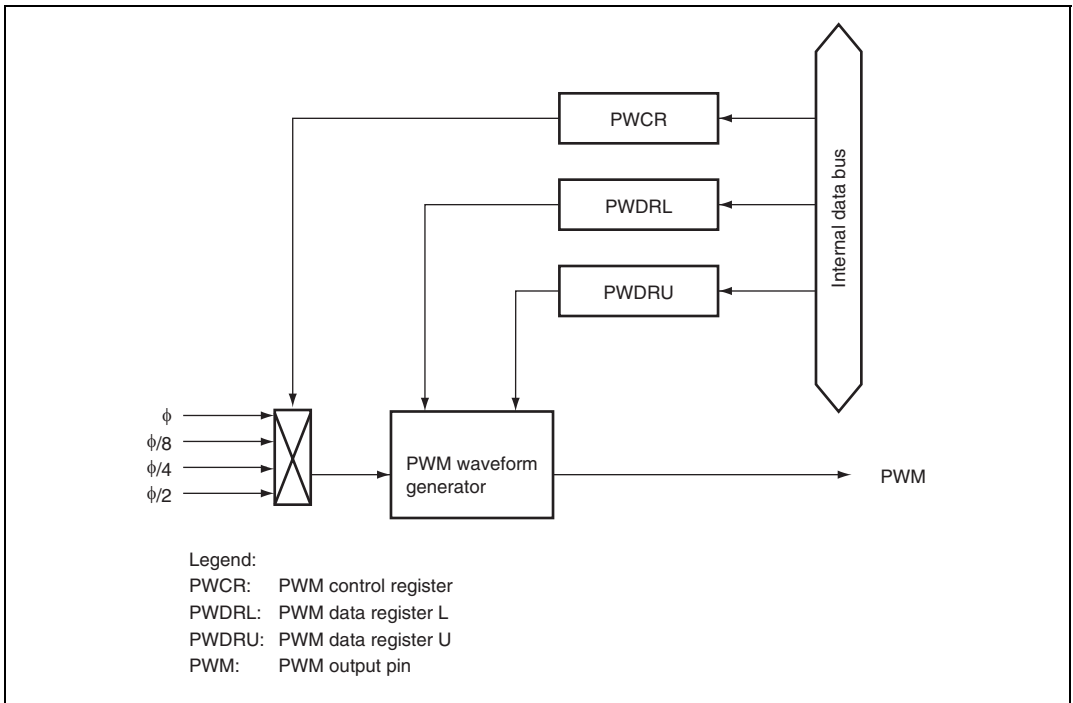 PWCR
PWDRL
PWDRU
Internal data bus
ϕ
ϕ/8
ϕ/4
ϕ/2
PWM waveform
generator
PWM
Legend:
PWCR: PWM control register
PWDRL: PWM data register L
PWDRU: PWM data register U
PWM: PWM output pin